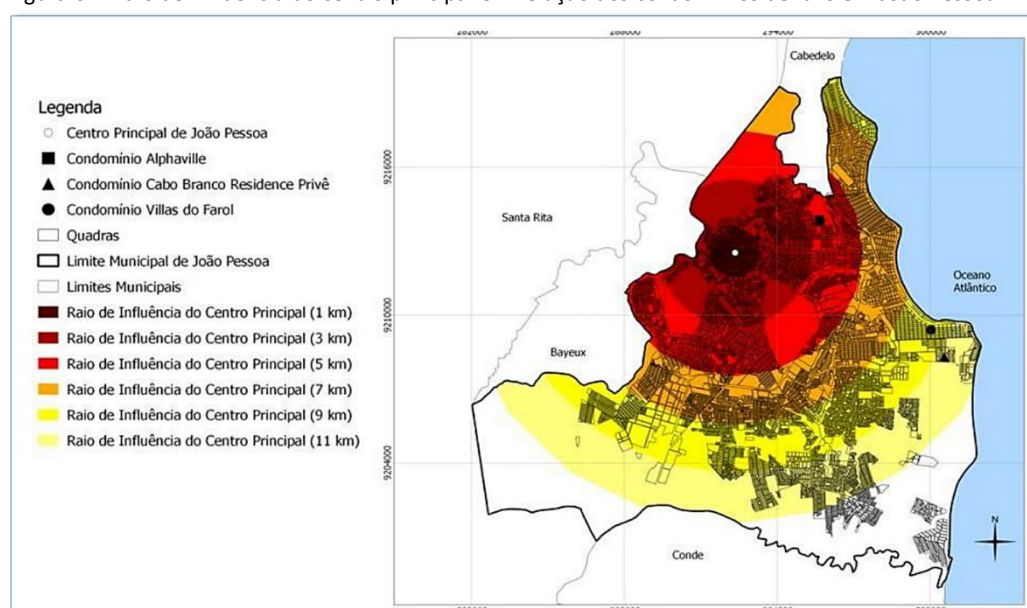 Legenda
Centro Principal de João Pessoa
Condomínio Alphaville
Condomínio Cabo Branco Residence Privê
Condomínio Villas do Farol
Quadras
Limite Municipal de João Pessoa
Limites Municipais
Raio de Influência do Centro Principal (1 km)
Raio de Influência do Centro Principal (3 km)
Raio de Influência do Centro Principal (5 km)
Raio de Influência do Centro Principal (7 km)
Raio de Influência do Centro Principal (9 km)
Raio de Influência do Centro Principal (11 km)
Cabedelo
9216000
Santa Rita
Oceano
Atlântico
9210000
Bayeux
9204000
Conde
N